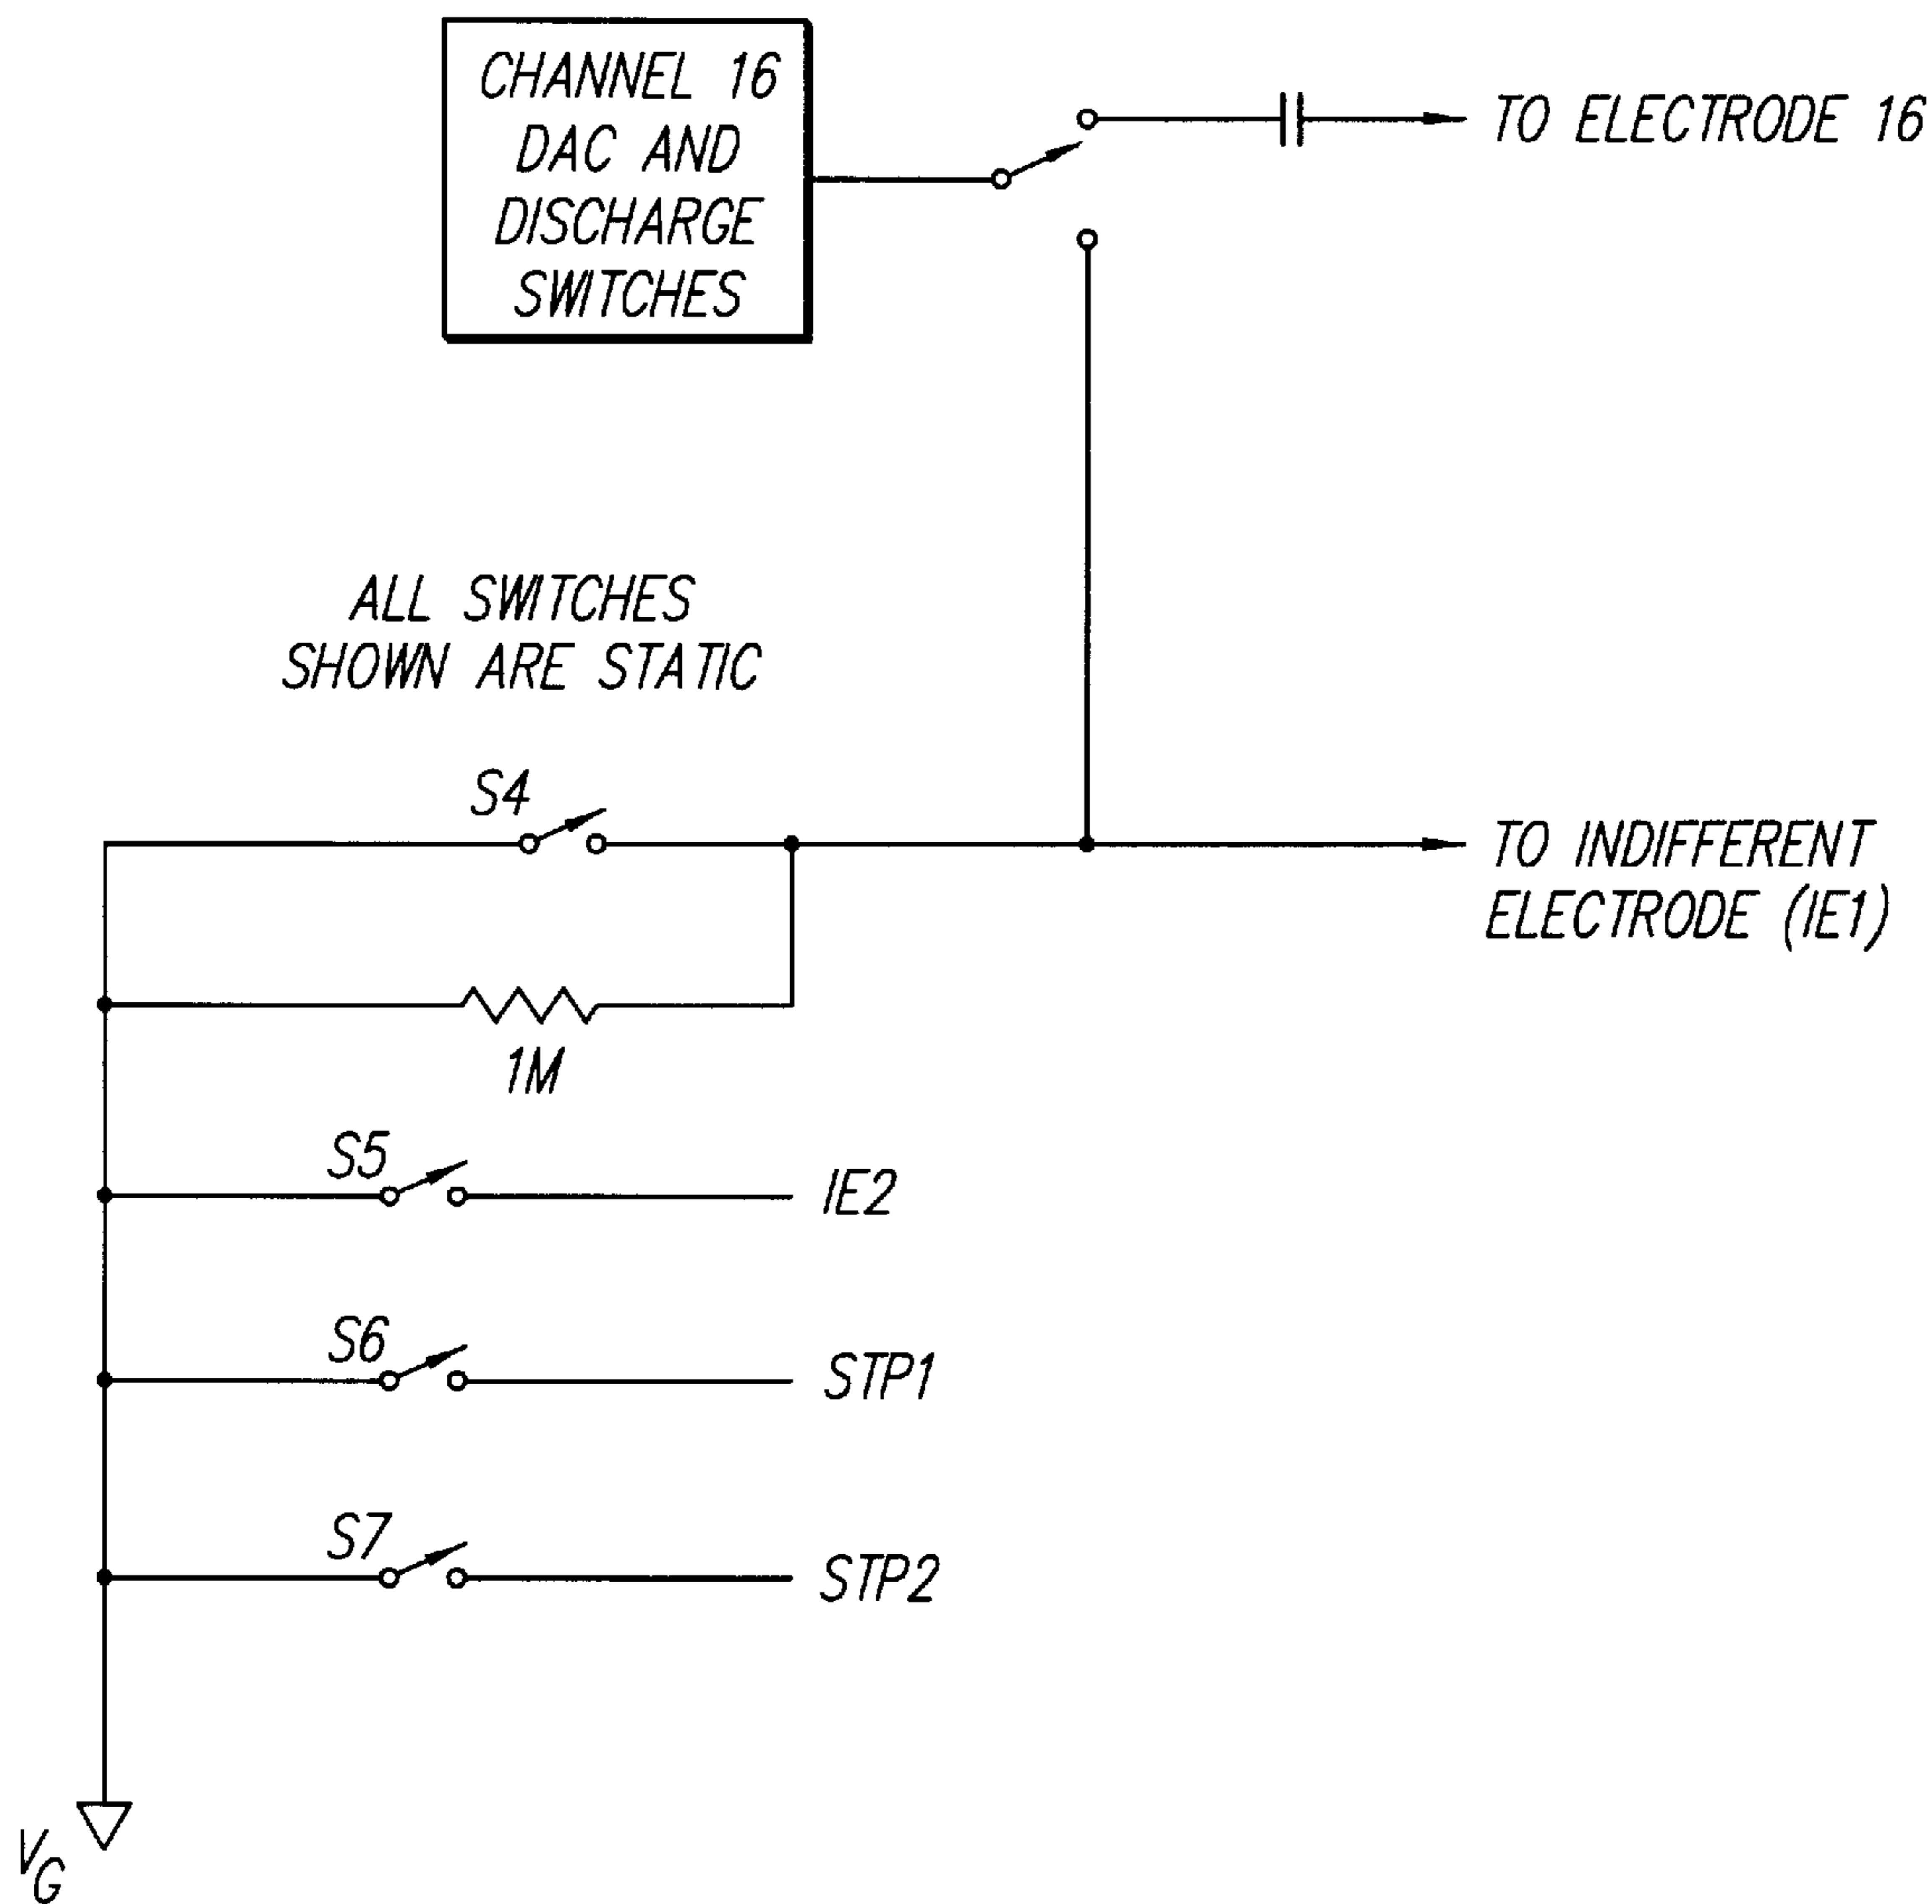 CHANNEL 16
DAC AND
DISCHARGE
SWITCHES
TO ELECTRODE 16
ALL SWITCHES
SHOWN ARE STATIC
S4
TO INDIFFERENT
ELECTRODE (IE1)
1M
S5
IE2
S6
STP1
S7
STP2
VG